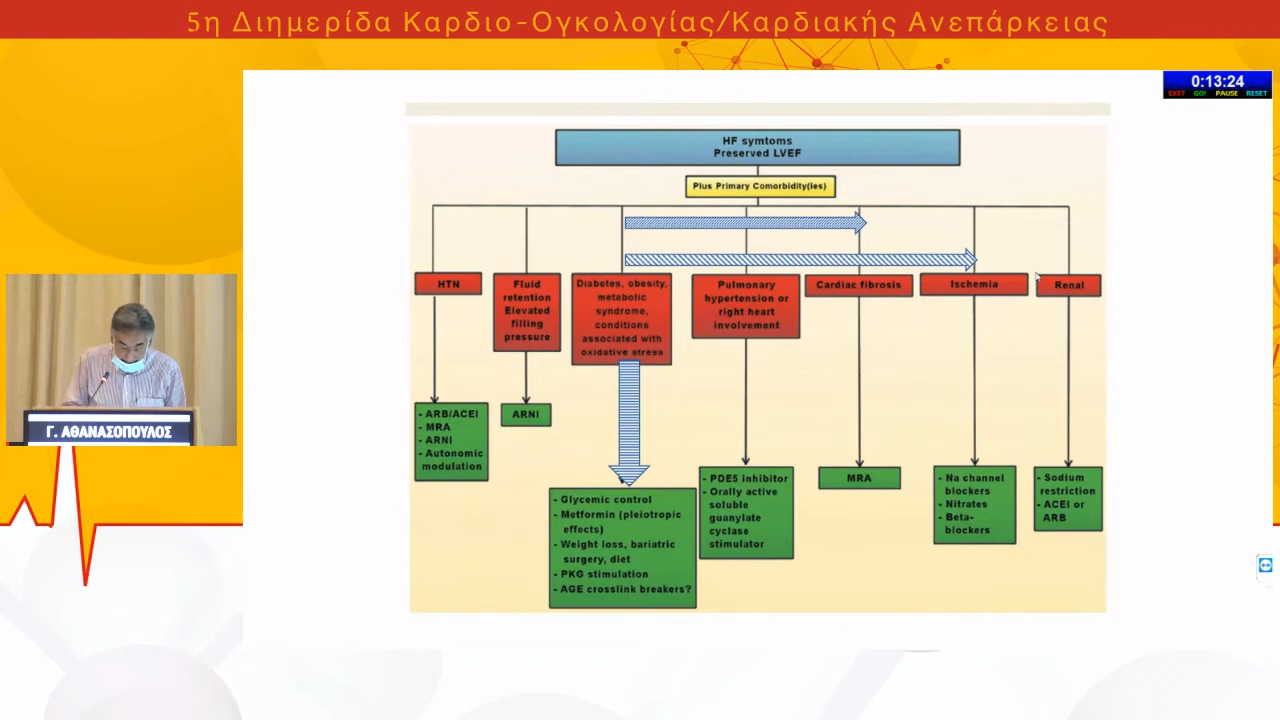 5η Διημερίδα Καρδιο-Ογκολογίας/Καρδιακής Ανεπάρκειας
0:13:24
EXIT GO! PAUSE RESET
HF symtoms
Preserved LVEF
Plus Primary Comorbidity(ies)
HTN
Fluid
retention
Elevated
filling
pressure
Diabetes, obesity,
metabolic
syndrome,
conditions
associated with
oxidative stress
Pulmonary
hypertension or
right heart
involvement
Cardiac fibrosis
Ischemia
Renal
- ARB/ACEI
- MRA
- ARNI
- Autonomic
modulation
ARNI
- Glycemic control
- Metformin (pleiotropic
effects)
- Weight loss, bariatric
surgery, diet
- PKG stimulation
- AGE crosslink breakers?
- PDE5 inhibitor
- Orally active
soluble
guanylate
cyclase
stimulator
MRA
- Na channel
blockers
- Nitrates
- Beta-
blockers
- Sodium
restriction
- ACEI or
ARB
Γ. ΑΘΑΝΑΣΟΠΟΥΛΟΣ